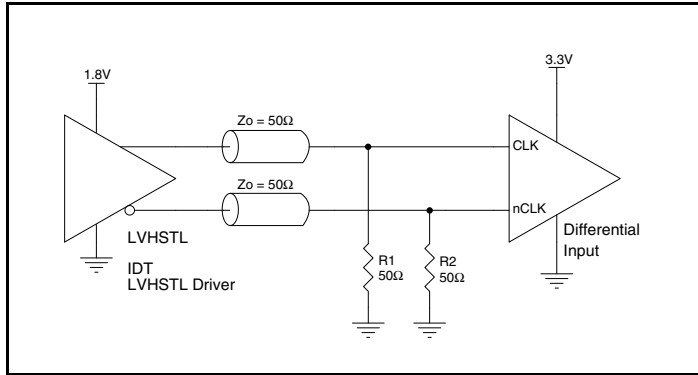 1.8V
3.3V
Zo = 50Ω
CLK
Zo = 50Ω
nCLK
LVHSTL
IDT
LVHSTL Driver
R1
50Ω
R2
50Ω
Differential
Input